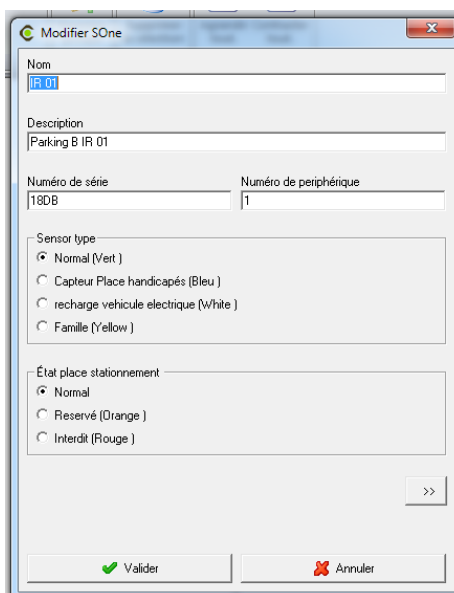 Modifier SOne
Nom
IR 01
Description
Parking B IR 01
Numéro de série Numéro de periphérique
18DB 1
Sensor type
Normal (Vert )
Capteur Place handicapés (Bleu )
recharge vehicule electrique (White )
Famille (Yellow )
État place stationnement
Normal
Reservé (Orange )
Interdit (Rouge )
>>
Valider Annuler